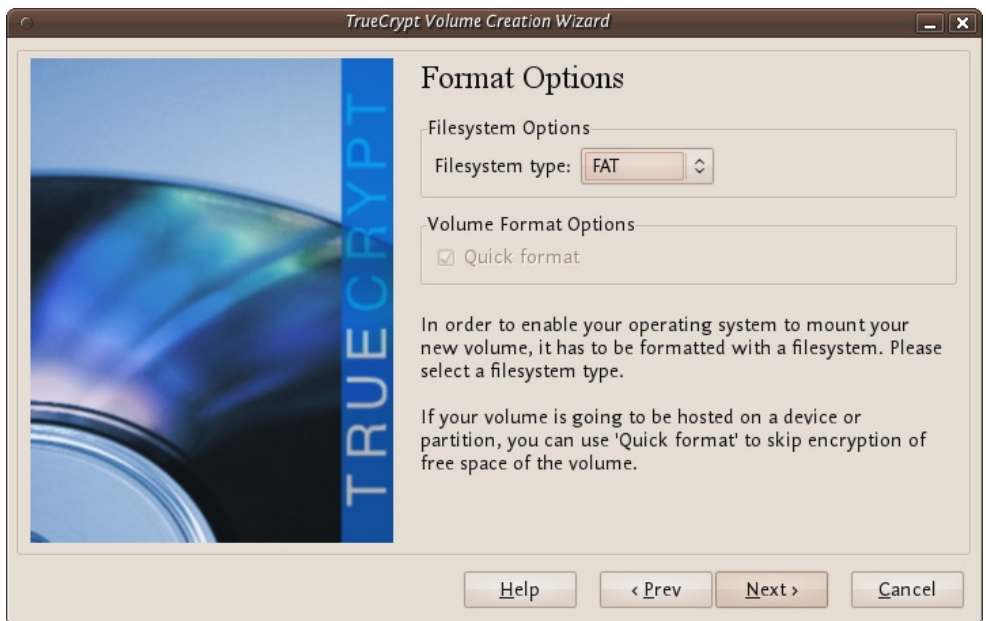 TrueCrypt Volume Creation Wizard
TRUECRYPT
Format Options
Filesystem Options
Filesystem type: FAT
Volume Format Options
Quick format
In order to enable your operating system to mount your
new volume, it has to be formatted with a filesystem. Please
select a filesystem type.
If your volume is going to be hosted on a device or
partition, you can use 'Quick format' to skip encryption of
free space of the volume.
Help < Prev Next > Cancel